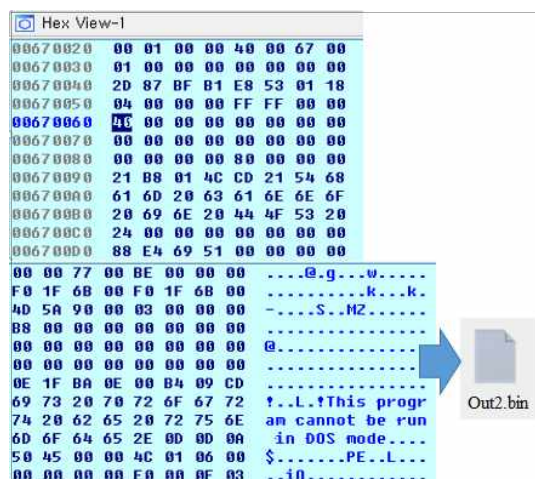 Hex View-1
00670020 00 01 00 00 40 00 67 00
00670030 01 00 00 00 00 00 00 00
00670040 2D 87 BF B1 E8 53 01 18
00670050 04 00 00 00 FF FF 00 00
00670060 40 00 00 00 00 00 00 00
00670070 00 00 00 00 00 00 00 00
00670080 00 00 00 00 80 00 00 00
00670090 21 B8 01 4C CD 21 54 68
006700A0 61 6D 20 63 61 6E 6E 6F
006700B0 20 69 6E 20 44 4F 53 20
006700C0 24 00 00 00 00 00 00 00
006700D0 88 E4 69 51 00 00 00 00
00 00 77 00 BE 00 00 00 ....@.g...w.....
F0 1F 6B 00 F0 1F 6B 00 ..........k...k.
4D 5A 90 00 03 00 00 00 -....S..MZ......
B8 00 00 00 00 00 00 00 ................
00 00 00 00 00 00 00 00 @...............
00 00 00 00 00 00 00 00 ................
0E 1F BA 0E 00 B4 09 CD ................
69 73 20 70 72 6F 67 72 !..L.!This progr
74 20 62 65 20 72 75 6E am cannot be run
6D 6F 64 65 2E 0D 0D 0A in DOS mode....
50 45 00 00 4C 01 06 00 $.......PE..L...
00 00 00 00 E0 00 0F 03 ..iQ............
Out2.bin